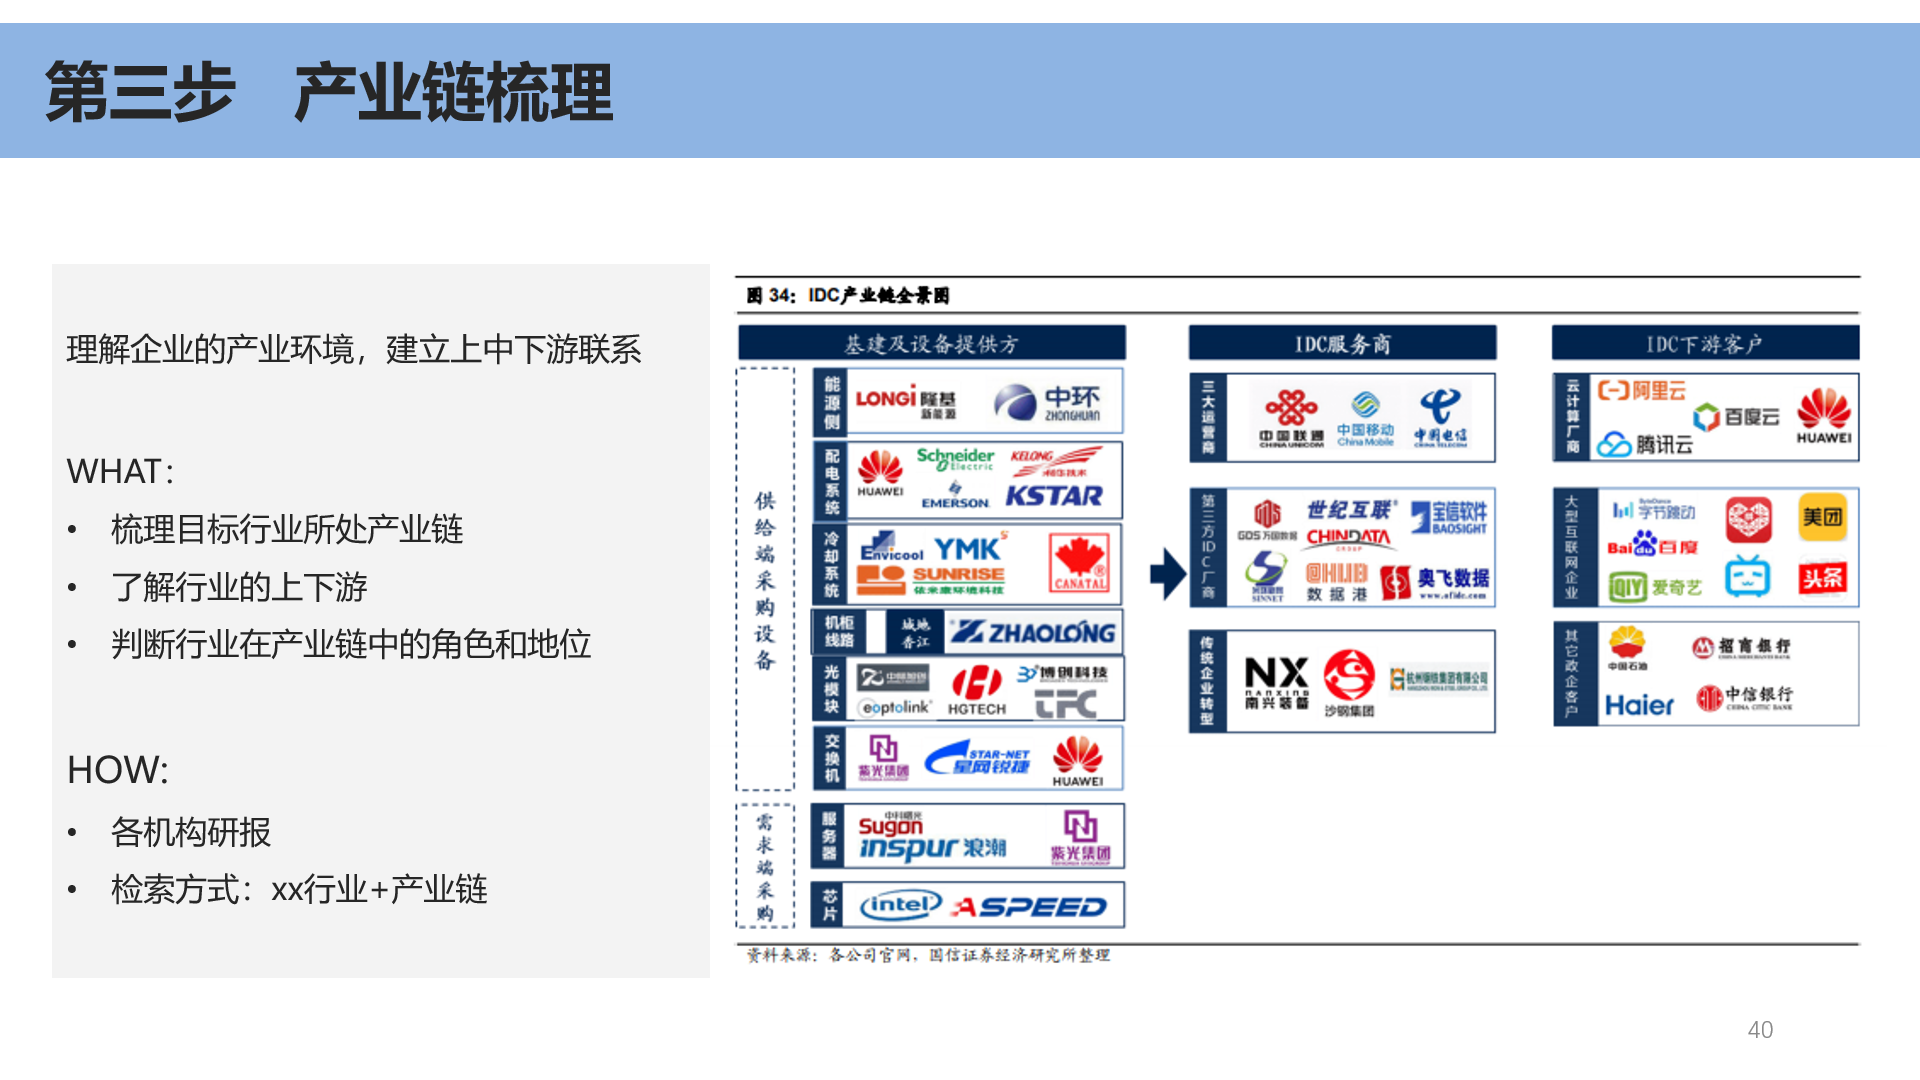 第三步 产业链梳理
理解企业的产业环境，建立上中下游联系
WHAT：
• 梳理目标行业所处产业链
• 了解行业的上下游
• 判断行业在产业链中的角色和地位
HOW:
• 各机构研报
• 检索方式：xx行业+产业链
图 34：IDC产业链全景图
基建及设备提供方
供给端采购设备
能源侧
LONGi 隆基
新能源
中环
ZHONGHUAN
配电系统
HUAWEI
Schneider
Electric
KELONG
EMERSON
KSTAR
冷却系统
Envicool
YMK
SUNRISE
依米康环境科技
CANATAL
机柜
线路
城地
香江
ZHAOLONG
光模块
博创科技
eoptolink
HGTECH
TFC
交换机
紫光集团
STAR-NET
星网锐捷
HUAWEI
需求端采购
服务器
中科曙光
Sugon
inspur 浪潮
紫光集团
芯片
intel
ASPEED
IDC服务商
三大运营商
中国联通
CHINA UNICOM
中国移动
China Mobile
中国电信
CHINA TELECOM
第三方IDC厂商
GDS 万国数据
世纪互联
CHINDATA
GROUP
宝信软件
BAOSIGHT
SINNET
@HUB
数据港
奥飞数据
www.ofidc.com
传统企业转型
NX
NANXING
南兴装备
沙钢集团
杭州钢铁集团有限公司
IDC下游客户
云计算厂商
阿里云
百度云
腾讯云
HUAWEI
大型互联网企业
ByteDance
字节跳动
美团
Bai du 百度
QIY 爱奇艺
头条
其它政企客户
中国石油
招商银行
CHINA MERCHANTS BANK
Haier
中信银行
CHINA CITIC BANK
资料来源：各公司官网，国信证券经济研究所整理
40